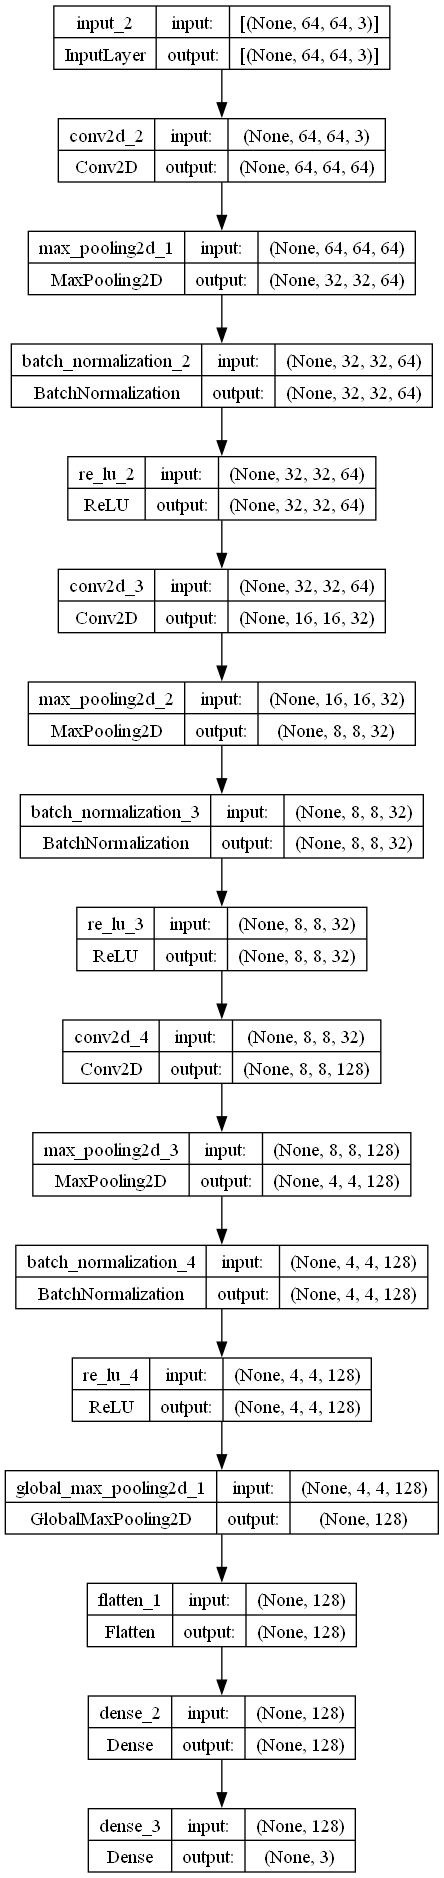 input_2 input: [(None, 64, 64, 3)]
InputLayer output: [(None, 64, 64, 3)]
conv2d_2 input: (None, 64, 64, 3)
Conv2D output: (None, 64, 64, 64)
max_pooling2d_1 input: (None, 64, 64, 64)
MaxPooling2D output: (None, 32, 32, 64)
batch_normalization_2 input: (None, 32, 32, 64)
BatchNormalization output: (None, 32, 32, 64)
re_lu_2 input: (None, 32, 32, 64)
ReLU output: (None, 32, 32, 64)
conv2d_3 input: (None, 32, 32, 64)
Conv2D output: (None, 16, 16, 32)
max_pooling2d_2 input: (None, 16, 16, 32)
MaxPooling2D output: (None, 8, 8, 32)
batch_normalization_3 input: (None, 8, 8, 32)
BatchNormalization output: (None, 8, 8, 32)
re_lu_3 input: (None, 8, 8, 32)
ReLU output: (None, 8, 8, 32)
conv2d_4 input: (None, 8, 8, 32)
Conv2D output: (None, 8, 8, 128)
max_pooling2d_3 input: (None, 8, 8, 128)
MaxPooling2D output: (None, 4, 4, 128)
batch_normalization_4 input: (None, 4, 4, 128)
BatchNormalization output: (None, 4, 4, 128)
re_lu_4 input: (None, 4, 4, 128)
ReLU output: (None, 4, 4, 128)
global_max_pooling2d_1 input: (None, 4, 4, 128)
GlobalMaxPooling2D output: (None, 128)
flatten_1 input: (None, 128)
Flatten output: (None, 128)
dense_2 input: (None, 128)
Dense output: (None, 128)
dense_3 input: (None, 128)
Dense output: (None, 3)